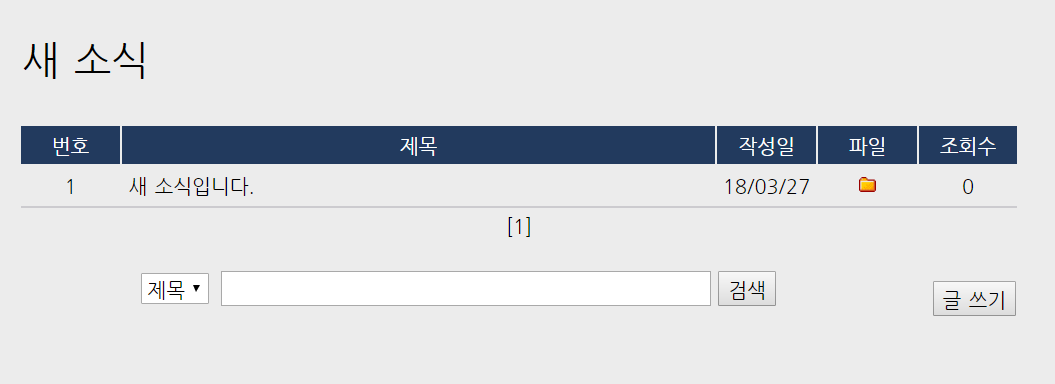 새 소식
번호 제목 작성일 파일 조회수
1 새 소식입니다. 18/03/27 0
[1]
제목 검색 글 쓰기